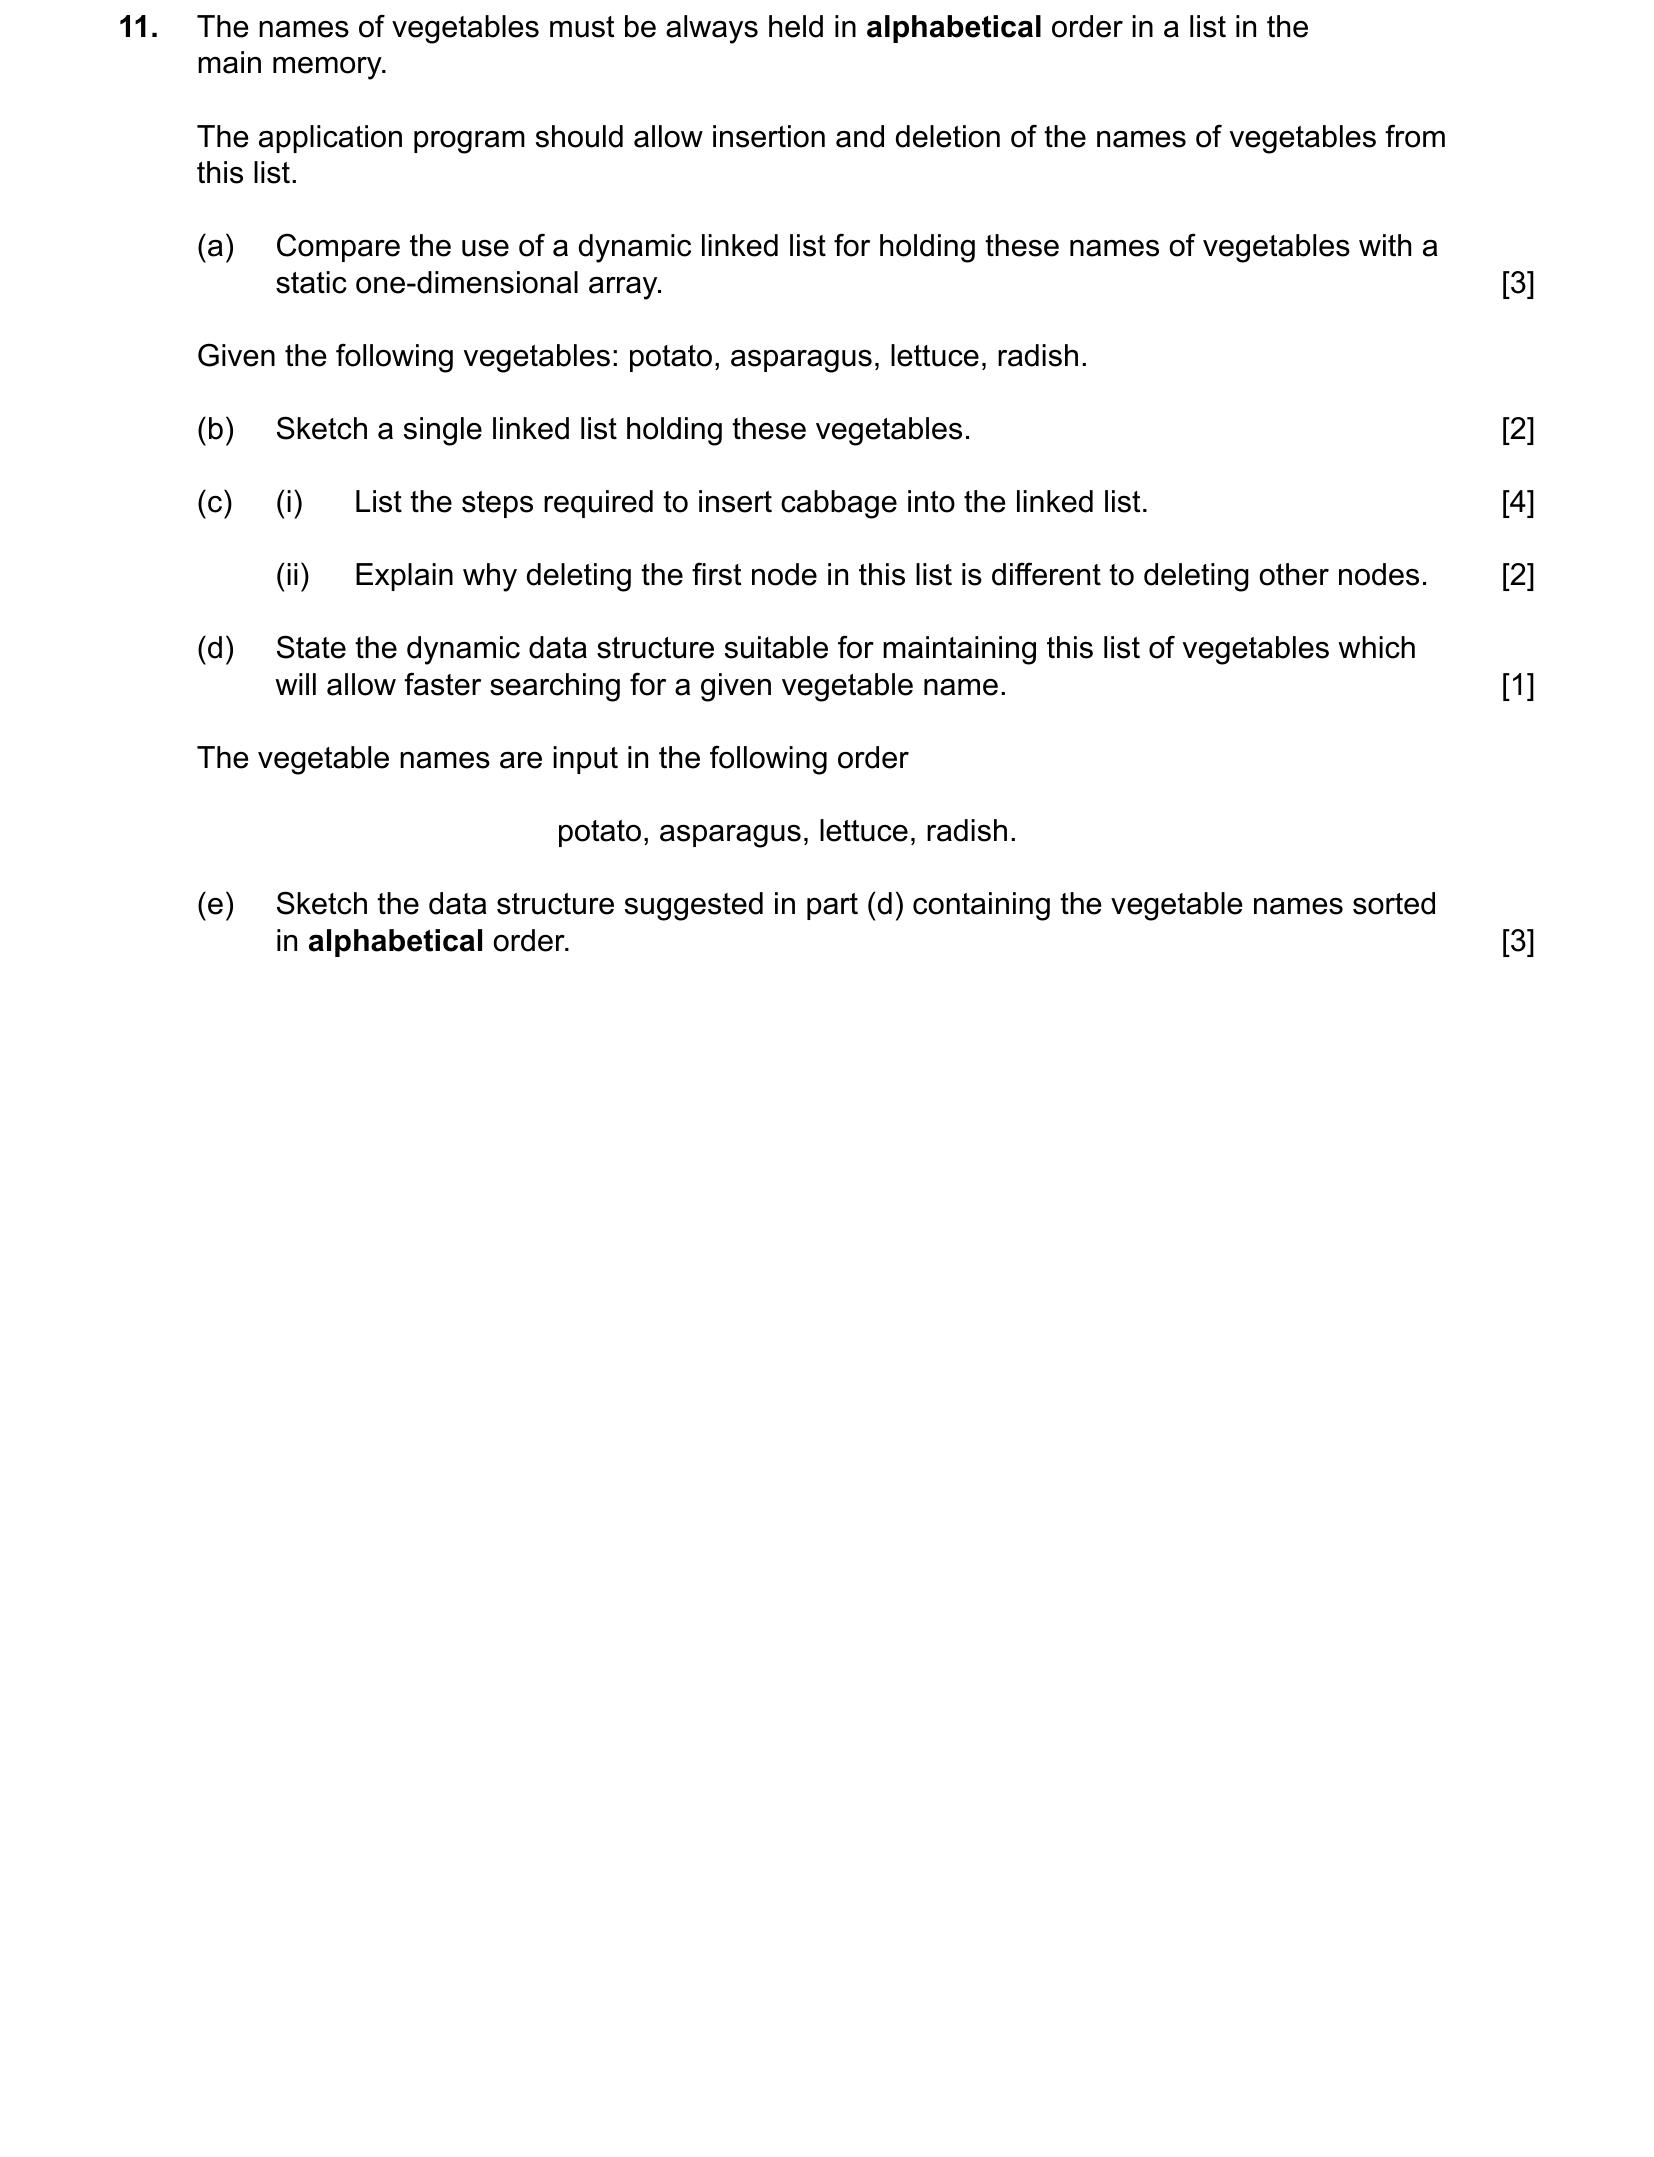 11. The names of vegetables must be always held in alphabetical order in a list in the
main memory.
The application program should allow insertion and deletion of the names of vegetables from
this list.
(a) Compare the use of a dynamic linked list for holding these names of vegetables with a
static one-dimensional array. [3]
Given the following vegetables: potato, asparagus, lettuce, radish.
(b) Sketch a single linked list holding these vegetables. [2]
(c) (i) List the steps required to insert cabbage into the linked list. [4]
(ii) Explain why deleting the first node in this list is different to deleting other nodes. [2]
(d) State the dynamic data structure suitable for maintaining this list of vegetables which
will allow faster searching for a given vegetable name. [1]
The vegetable names are input in the following order
potato, asparagus, lettuce, radish.
(e) Sketch the data structure suggested in part (d) containing the vegetable names sorted
in alphabetical order. [3]